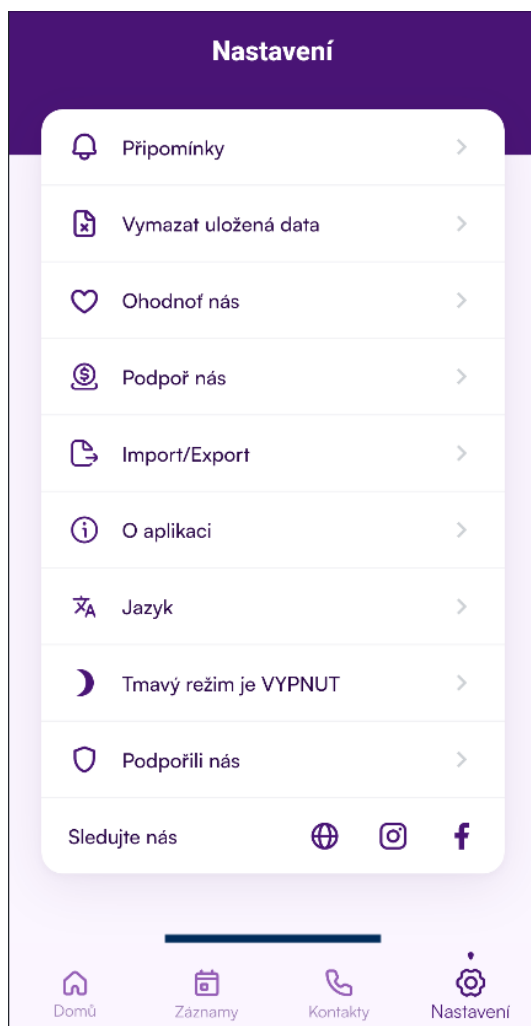 Nastavení
Připomínky
Vymazat uložená data
Ohodnoť nás
Podpoř nás
Import/Export
O aplikaci
Jazyk
Tmavý režim je VYPNUT
Podpořili nás
Sledujte nás
Domů
Záznamy
Kontakty
Nastavení